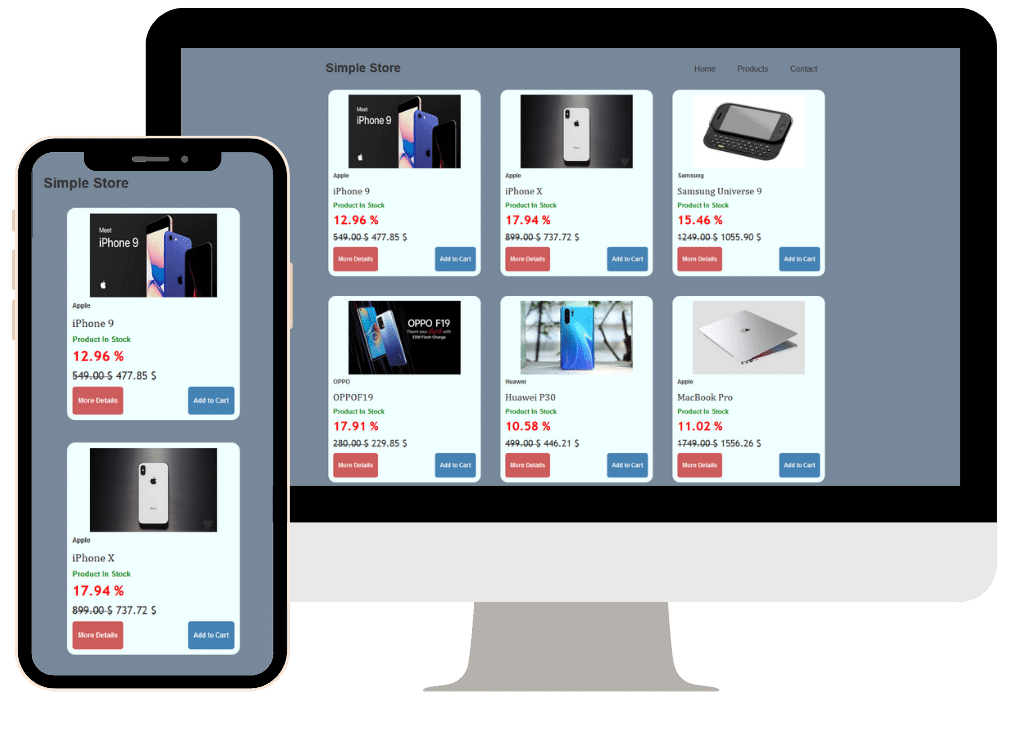 Simple Store
Home Products Contact
Meet
iPhone 9
Apple
iPhone 9
Product In Stock
12.96 %
549.00 $ 477.85 $
More Details Add to Cart
Apple
iPhone X
Product In Stock
17.94 %
899.00 $ 737.72 $
More Details Add to Cart
Samsung
Samsung Universe 9
Product In Stock
15.46 %
1249.00 $ 1055.90 $
More Details Add to Cart
OPPO F19
OPPO
OPPOF19
Product In Stock
17.91 %
280.00 $ 229.85 $
More Details Add to Cart
Huawei
Huawei P30
Product In Stock
10.58 %
499.00 $ 446.21 $
More Details Add to Cart
Apple
MacBook Pro
Product In Stock
11.02 %
1749.00 $ 1556.26 $
More Details Add to Cart
Simple Store
Meet
iPhone 9
Apple
iPhone 9
Product In Stock
12.96 %
549.00 $ 477.85 $
More Details Add to Cart
Apple
iPhone X
Product In Stock
17.94 %
899.00 $ 737.72 $
More Details Add to Cart